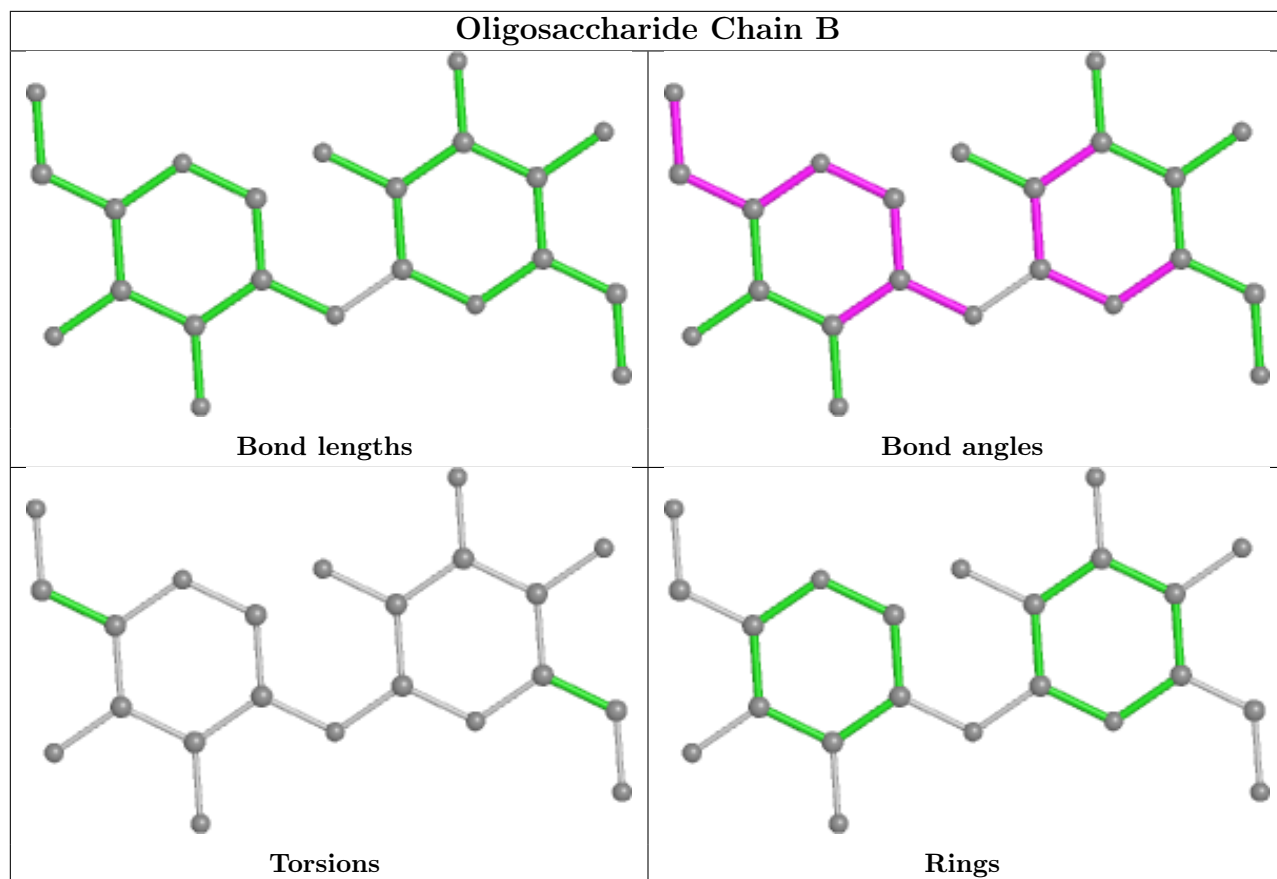 Oligosaccharide Chain B
Bond lengths
Bond angles
Torsions
Rings